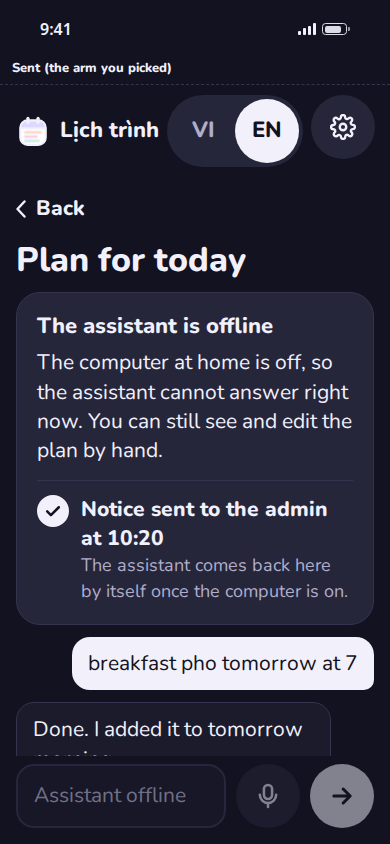 9:41
Sent (the arm you picked)
Lịch trình
VI
EN
Back
Plan for today
The assistant is offline
The computer at home is off, so
the assistant cannot answer right
now. You can still see and edit the
plan by hand.
Notice sent to the admin
at 10:20
The assistant comes back here
by itself once the computer is on.
breakfast pho tomorrow at 7
Done. I added it to tomorrow
Assistant offline